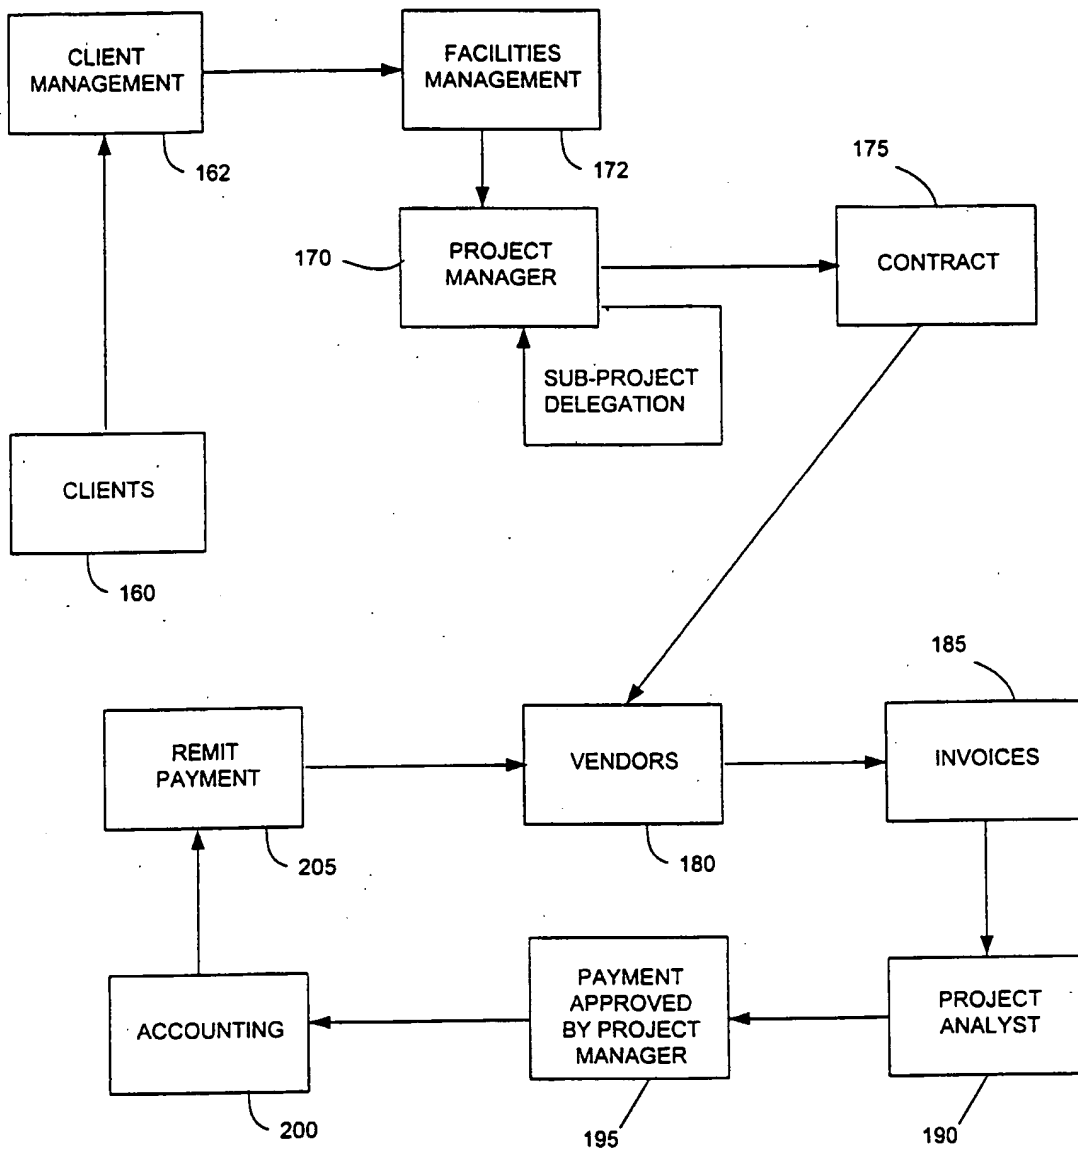 CLIENT
MANAGEMENT
162
FACILITIES
MANAGEMENT
172
175
170
PROJECT
MANAGER
CONTRACT
SUB-PROJECT
DELEGATION
CLIENTS
160
185
REMIT
PAYMENT
205
VENDORS
180
INVOICES
ACCOUNTING
200
PAYMENT
APPROVED
BY PROJECT
MANAGER
195
PROJECT
ANALYST
190